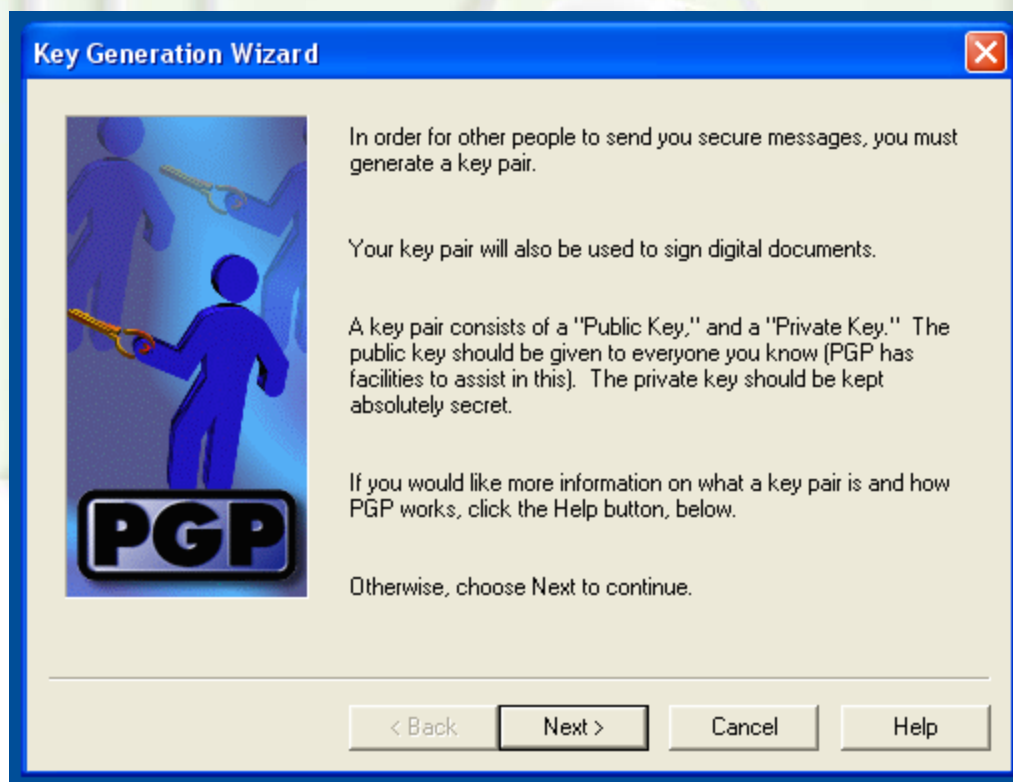 Key Generation Wizard
In order for other people to send you secure messages, you must
generate a key pair.
Your key pair will also be used to sign digital documents.
A key pair consists of a "Public Key," and a "Private Key." The
public key should be given to everyone you know (PGP has
facilities to assist in this). The private key should be kept
absolutely secret.
If you would like more information on what a key pair is and how
PGP works, click the Help button, below.
PGP
Otherwise, choose Next to continue.
< Back Next > Cancel Help